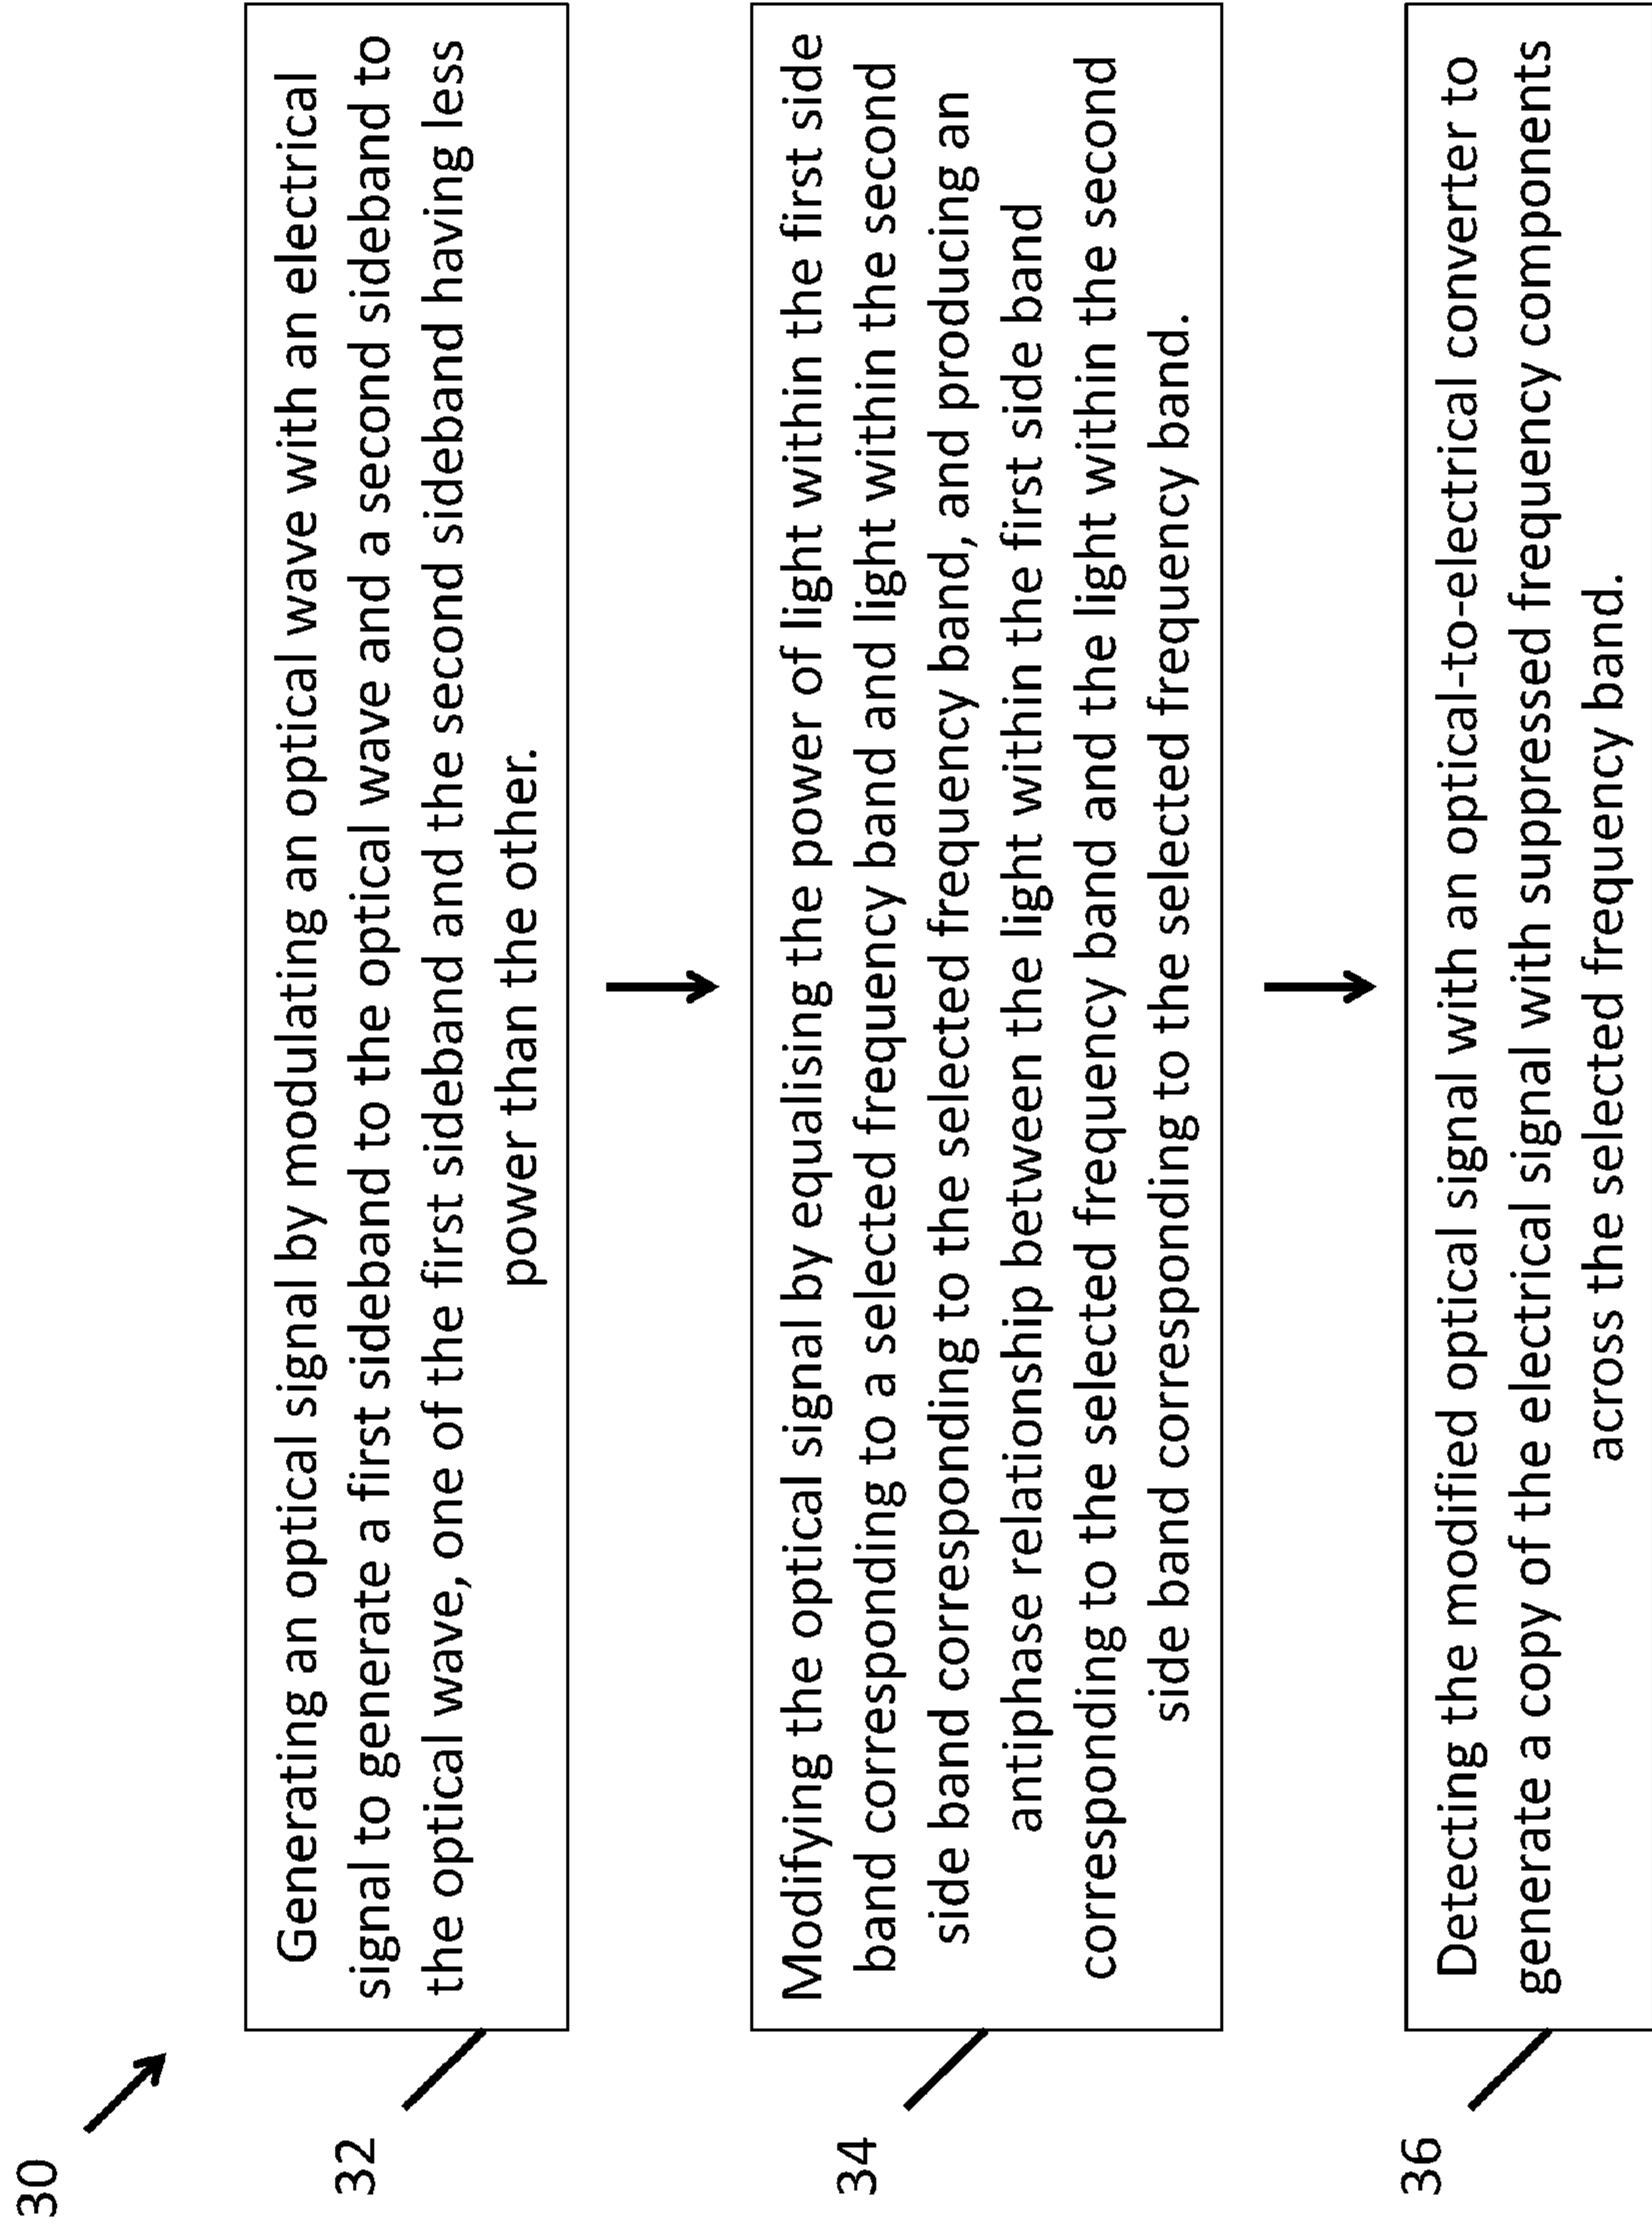 30
32
Generating an optical signal by modulating an optical wave with an electrical
signal to generate a first sideband to the optical wave and a second sideband to
the optical wave, one of the first sideband and the second sideband having less
power than the other.
34
Modifying the optical signal by equalising the power of light within the first side
band corresponding to a selected frequency band and light within the second
side band corresponding to the selected frequency band, and producing an
antiphase relationship between the light within the first side band
corresponding to the selected frequency band and the light within the second
side band corresponding to the selected frequency band.
36
Detecting the modified optical signal with an optical-to-electrical converter to
generate a copy of the electrical signal with suppressed frequency components
across the selected frequency band.